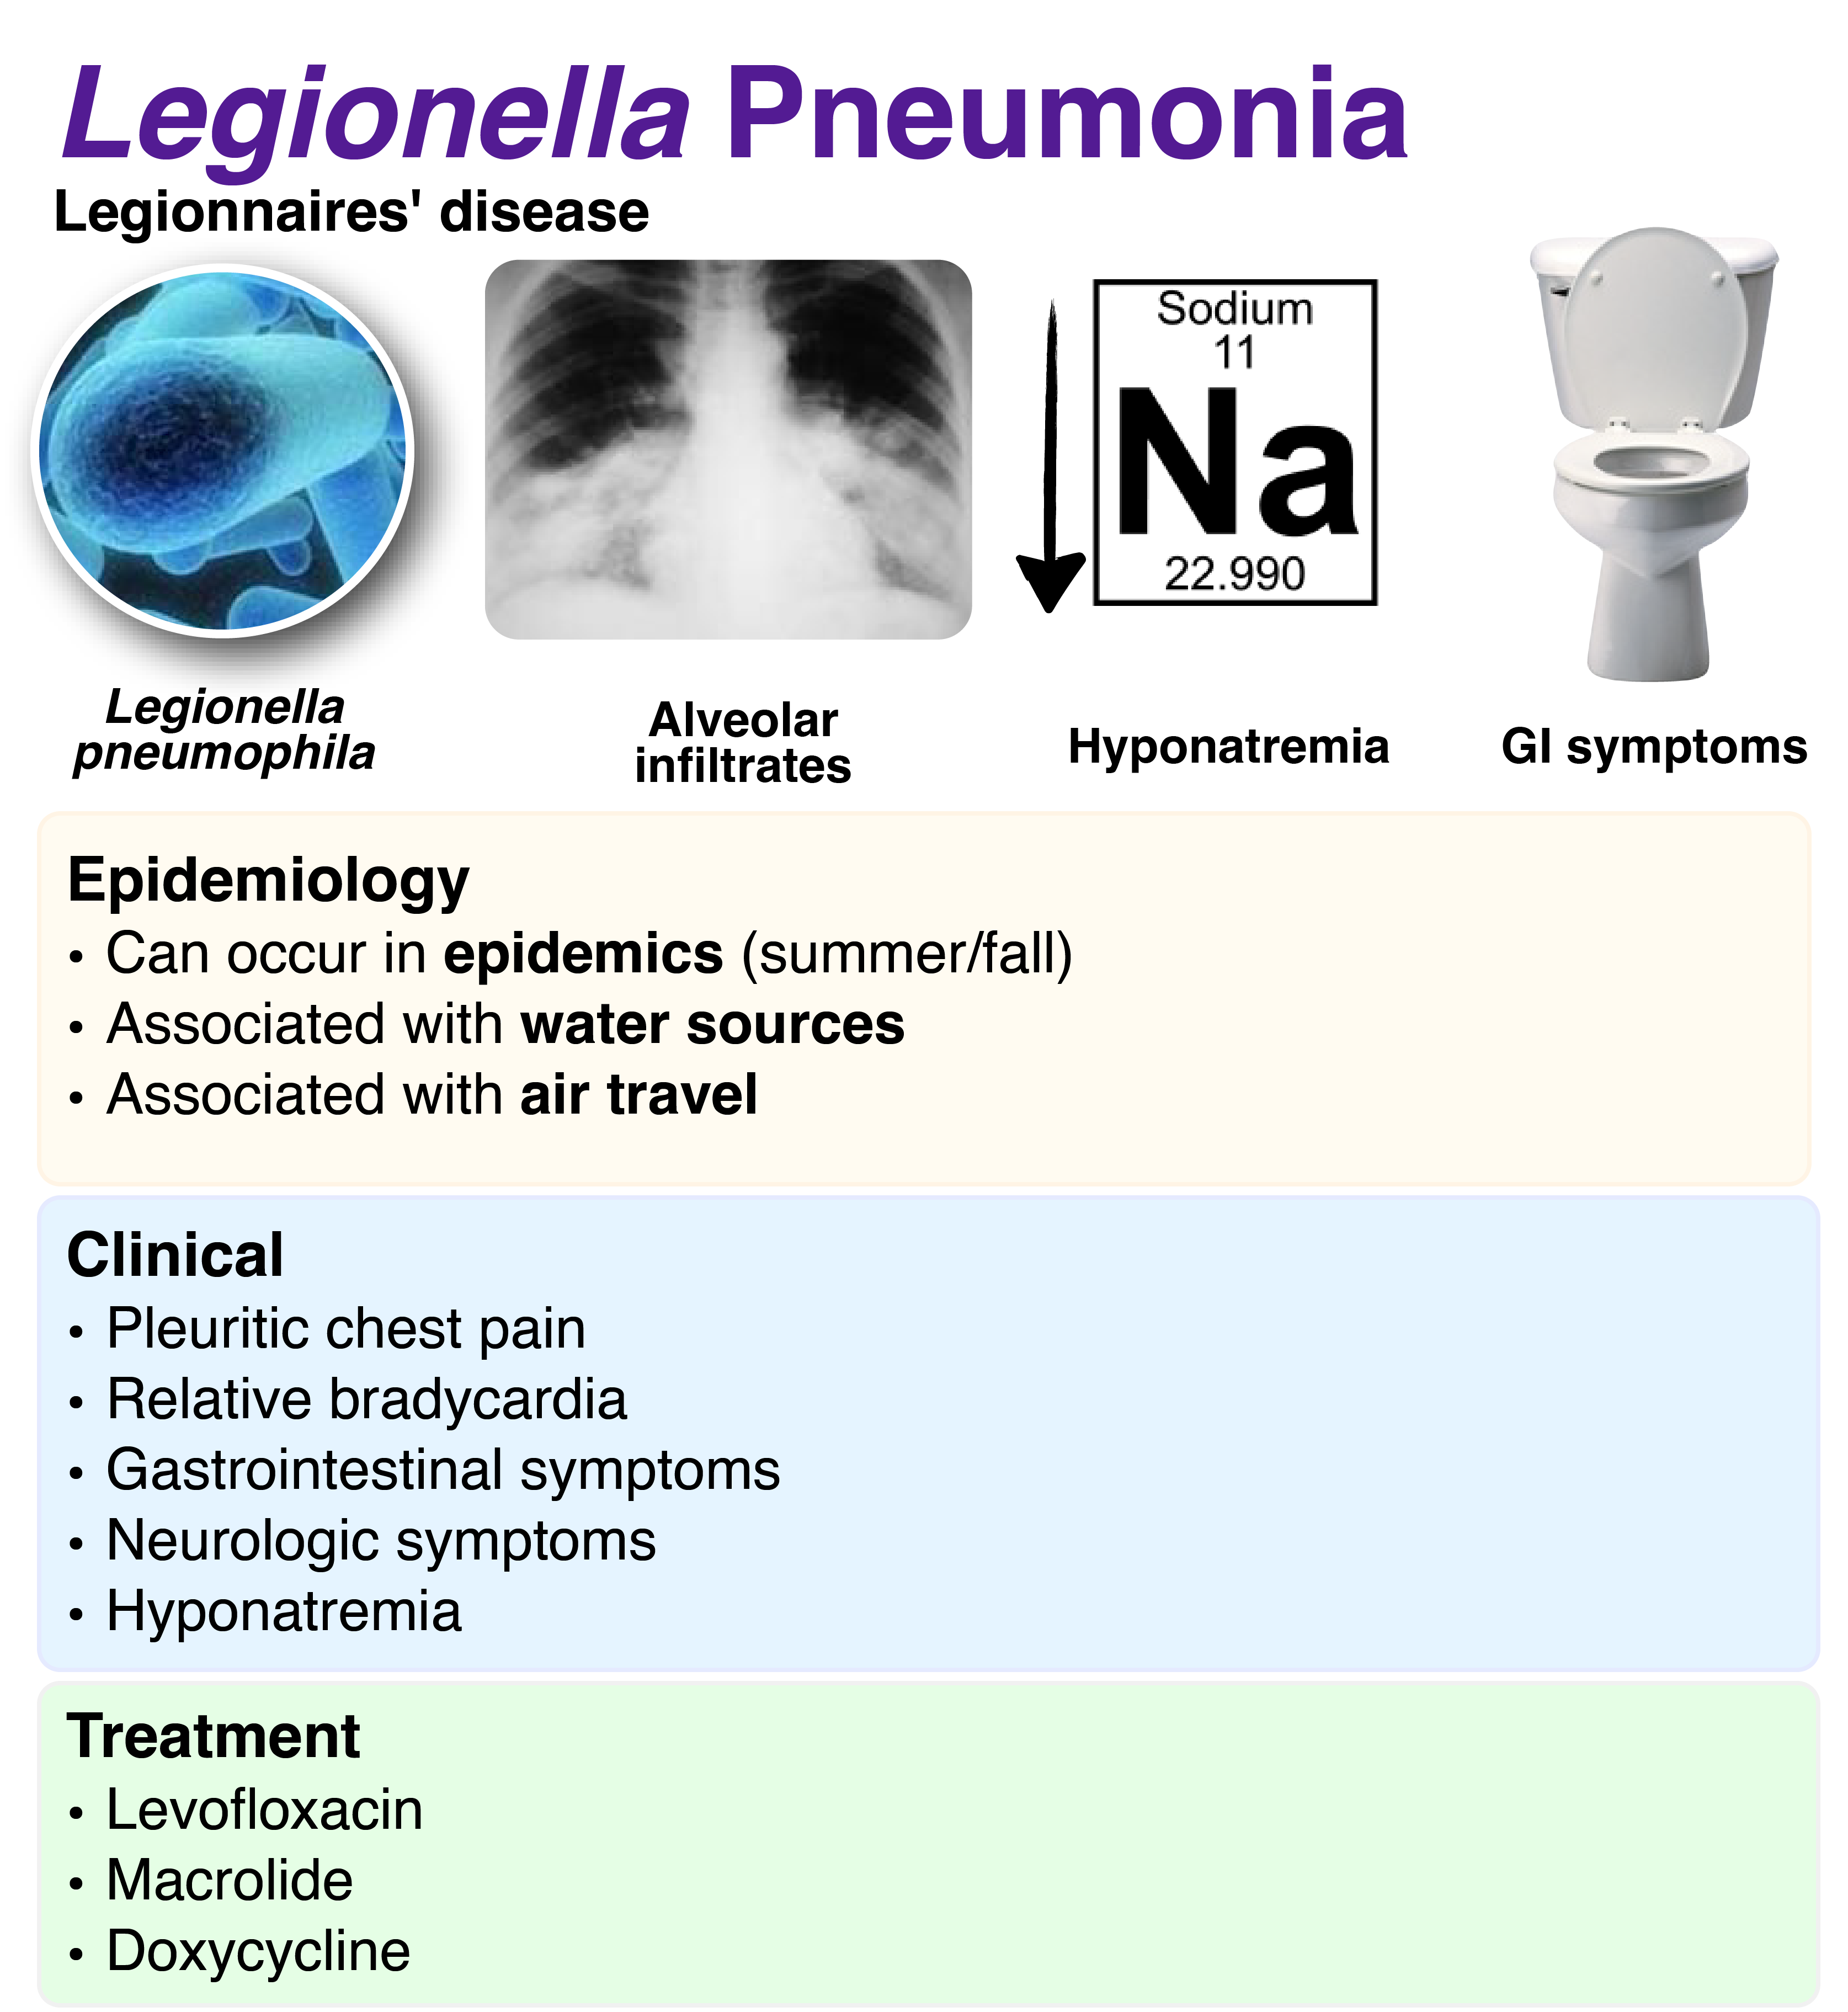 Legionella Pneumonia
Legionnaires' disease
Sodium
11
Na
22.990
Legionella
pneumophila
Alveolar
infiltrates
Hyponatremia
GI symptoms
Epidemiology
• Can occur in epidemics (summer/fall)
• Associated with water sources
• Associated with air travel
Clinical
• Pleuritic chest pain
• Relative bradycardia
• Gastrointestinal symptoms
• Neurologic symptoms
• Hyponatremia
Treatment
• Levofloxacin
• Macrolide
• Doxycycline